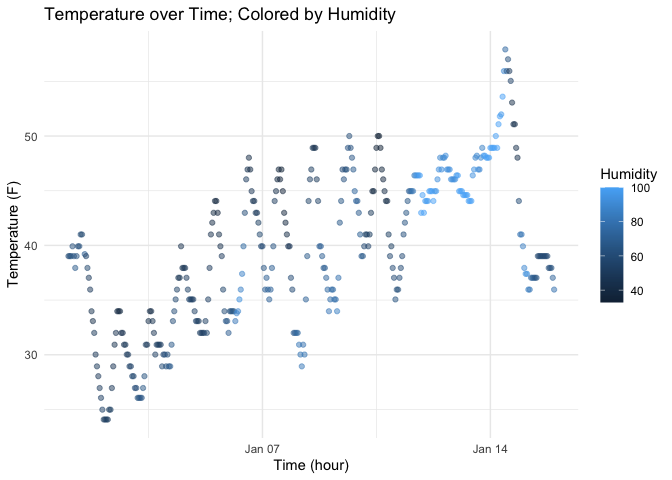 Temperature over Time; Colored by Humidity
Temperature (F)
50
40
30
Jan 07
Jan 14
Time (hour)
Humidity
100
80
60
40